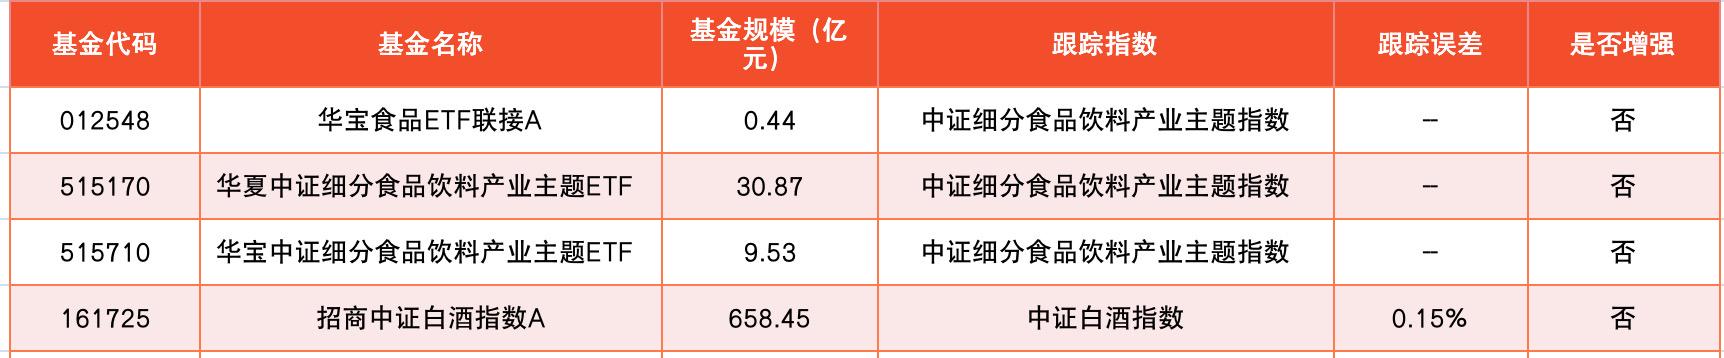 基金代码 基金名称 基金规模（亿元） 跟踪指数 跟踪误差 是否增强
012548 华宝食品ETF联接A 0.44 中证细分食品饮料产业主题指数 -- 否
515170 华夏中证细分食品饮料产业主题ETF 30.87 中证细分食品饮料产业主题指数 -- 否
515710 华宝中证细分食品饮料产业主题ETF 9.53 中证细分食品饮料产业主题指数 -- 否
161725 招商中证白酒指数A 658.45 中证白酒指数 0.15% 否